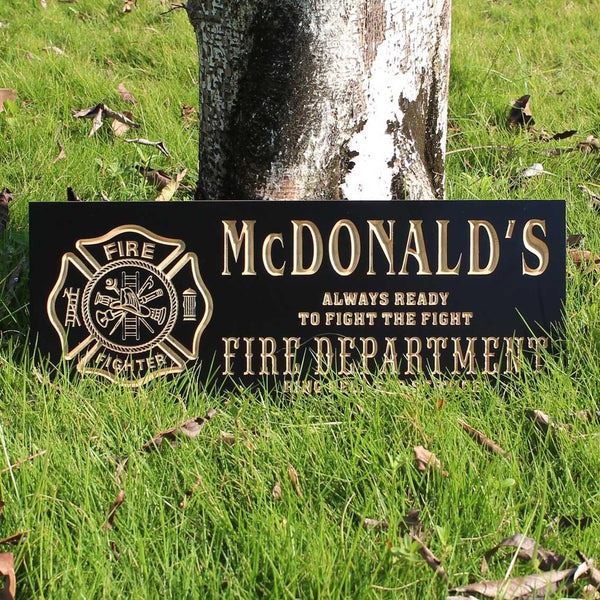 FIRE
FIGHTER
McDONALD'S
ALWAYS READY
TO FIGHT THE FIGHT
FIRE DEPARTMENT